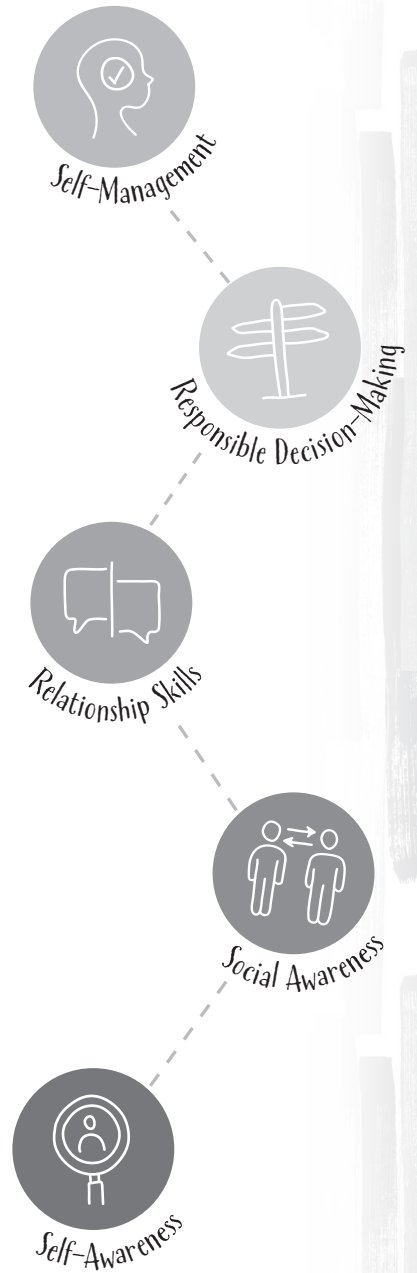 Self-Management
Responsible Decision-Making
Relationship Skills
Social Awareness
Self-Awareness